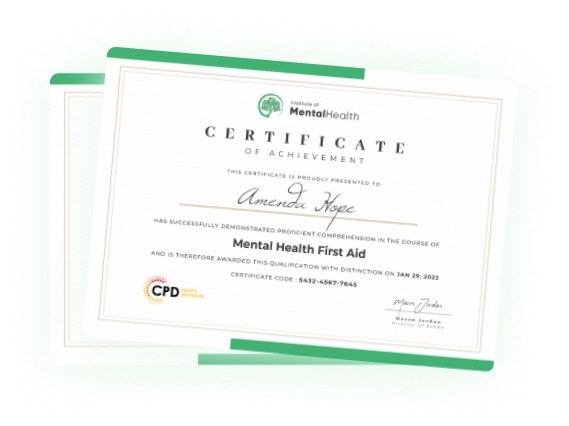 Institute of
MentalHealth
CERTIFICATE
OF ACHIEVEMENT
THIS CERTIFICATE IS PROUDLY PRESENTED TO
Amenda Hope
HAS SUCCESSFULLY DEMONSTRATED PROFICIENT COMPREHENSION IN THE COURSE OF
Mental Health First Aid
AND IS THEREFORE AWARDED THIS QUALIFICATION WITH DISTINCTION ON JAN 29, 2022
CERTIFICATE CODE : 5432-4567-7645
CPD
Mason Jordan
Mason Jordan
Director of Exams